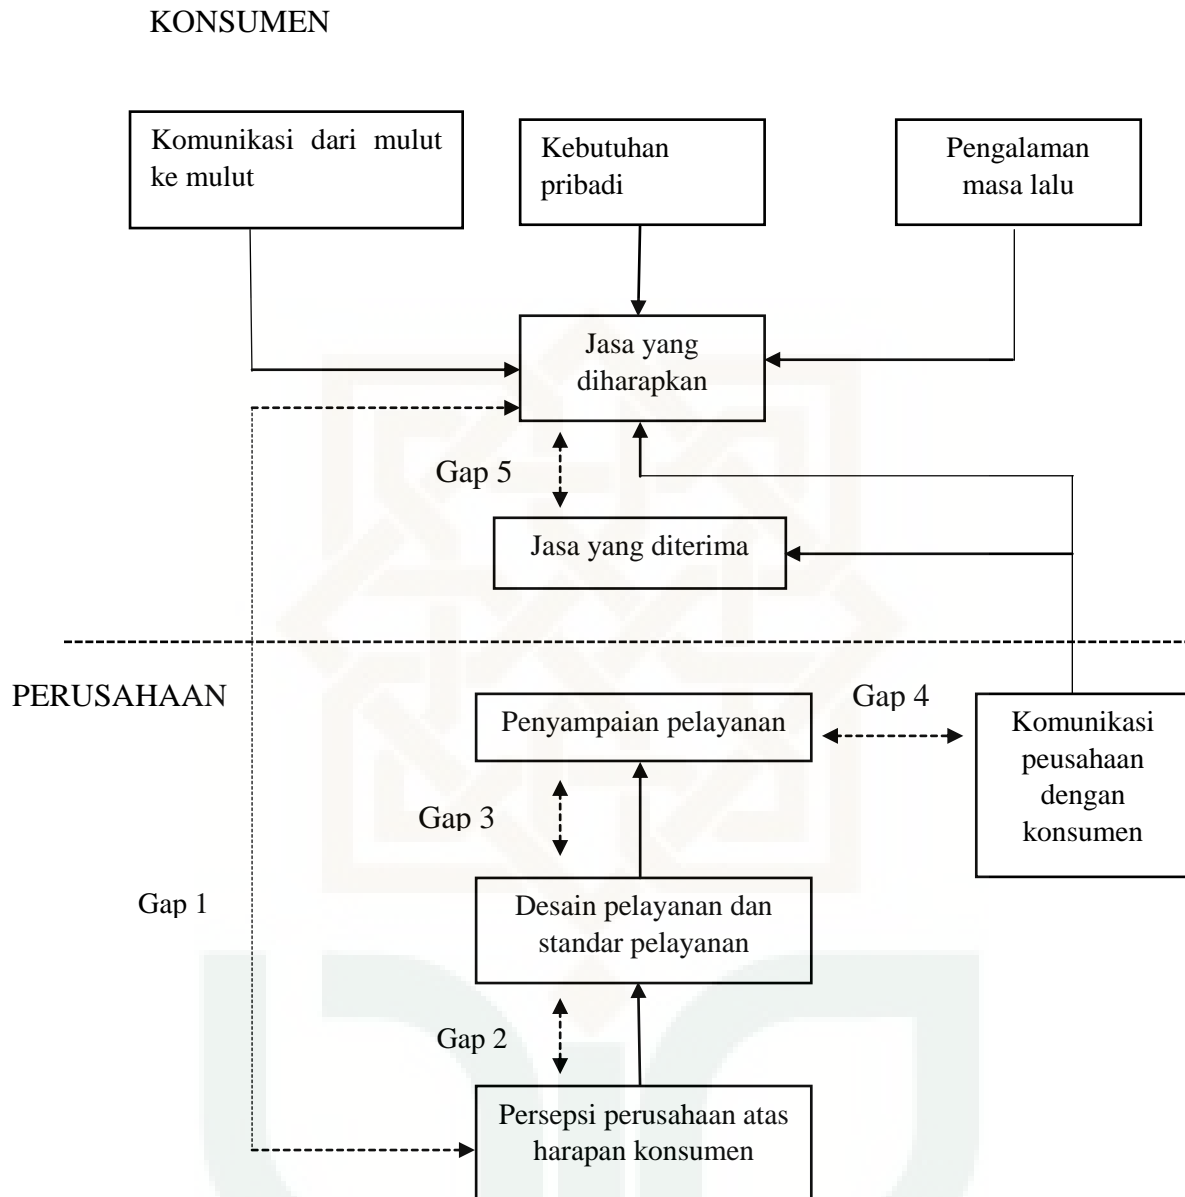 KONSUMEN
Komunikasi dari mulut
ke mulut
Kebutuhan
pribadi
Pengalaman
masa lalu
Jasa yang
diharapkan
Gap 5
Jasa yang diterima
PERUSAHAAN
Penyampaian pelayanan
Gap 4
Komunikasi
peusahaan
dengan
konsumen
Gap 3
Gap 1
Desain pelayanan dan
standar pelayanan
Gap 2
Persepsi perusahaan atas
harapan konsumen